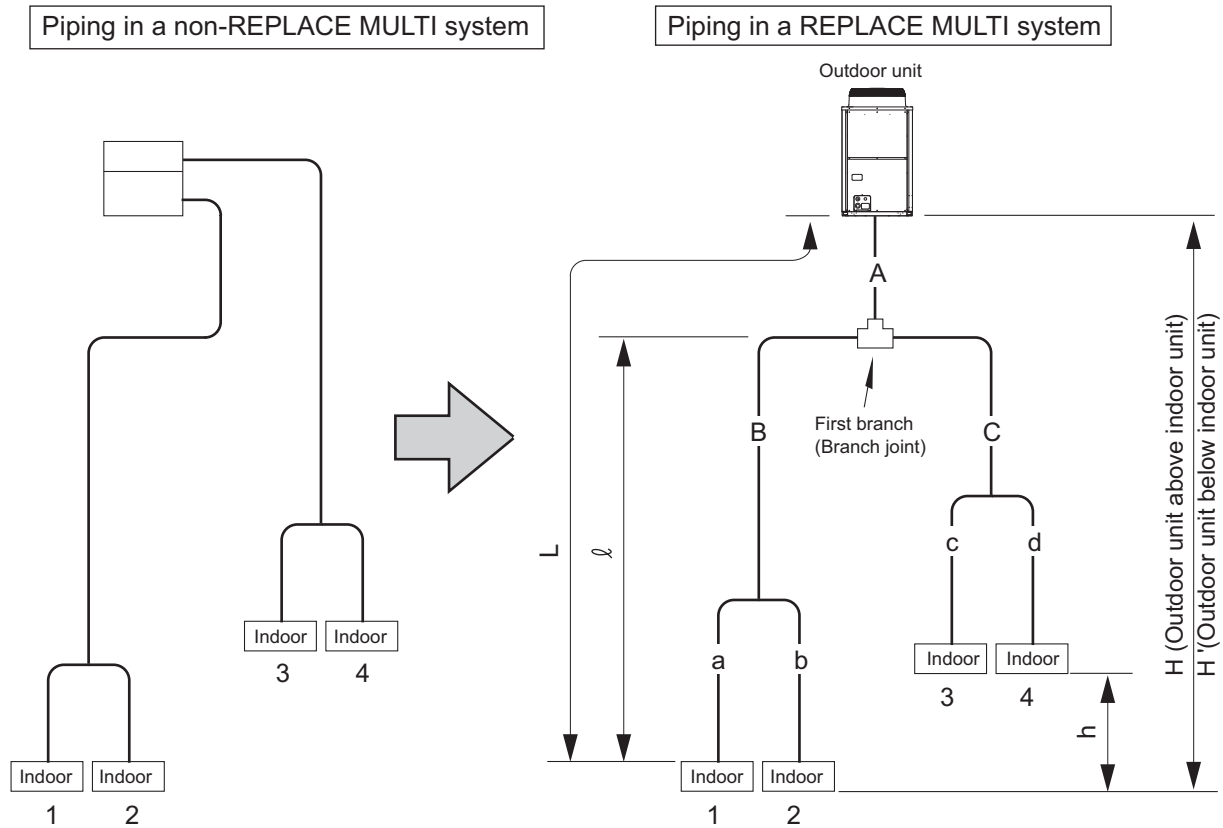 Piping in a non-REPLACE MULTI system
Piping in a REPLACE MULTI system
Outdoor unit
A
First branch
(Branch joint)
B
C
L
ℓ
c
d
Indoor
Indoor
3
4
Indoor
Indoor
3
4
a
b
h
H (Outdoor unit above indoor unit)
H '(Outdoor unit below indoor unit)
Indoor
Indoor
1
2
Indoor
Indoor
1
2